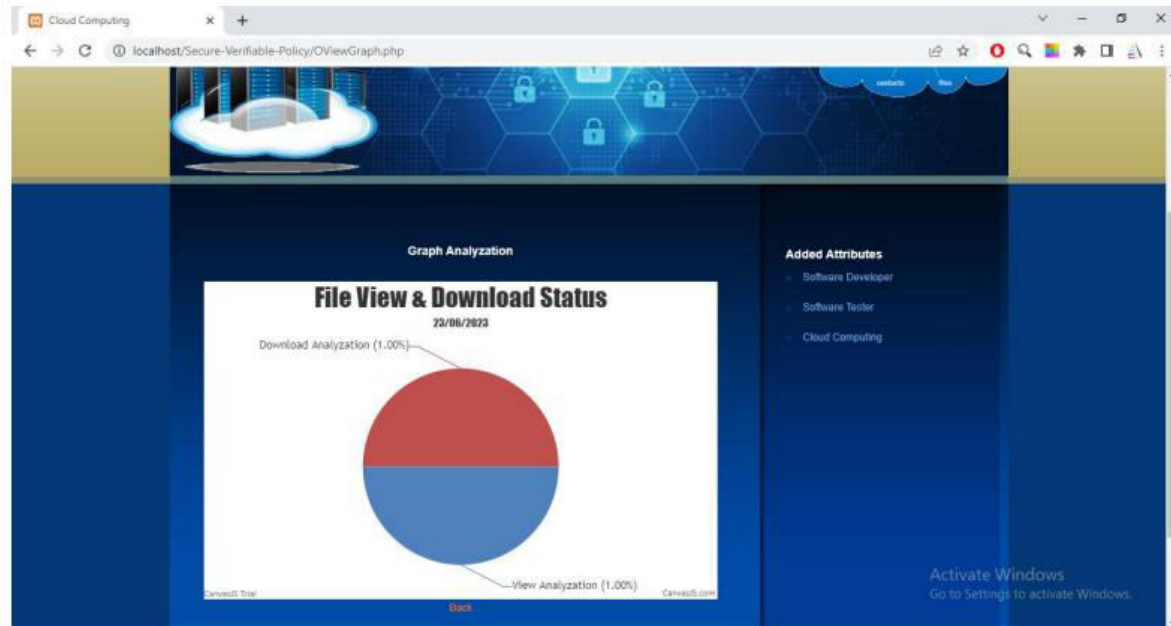 Cloud Computing
localhost/Secure-Verifiable-Policy/OViewGraph.php
contacts
files
Graph Analyzation
File View & Download Status
23/06/2023
Download Analyzation (1.00%)
View Analyzation (1.00%)
CanvasJS Trial
CanvasJS.com
Back
Added Attributes
Software Developer
Software Tester
Cloud Computing
Activate Windows
Go to Settings to activate Windows.